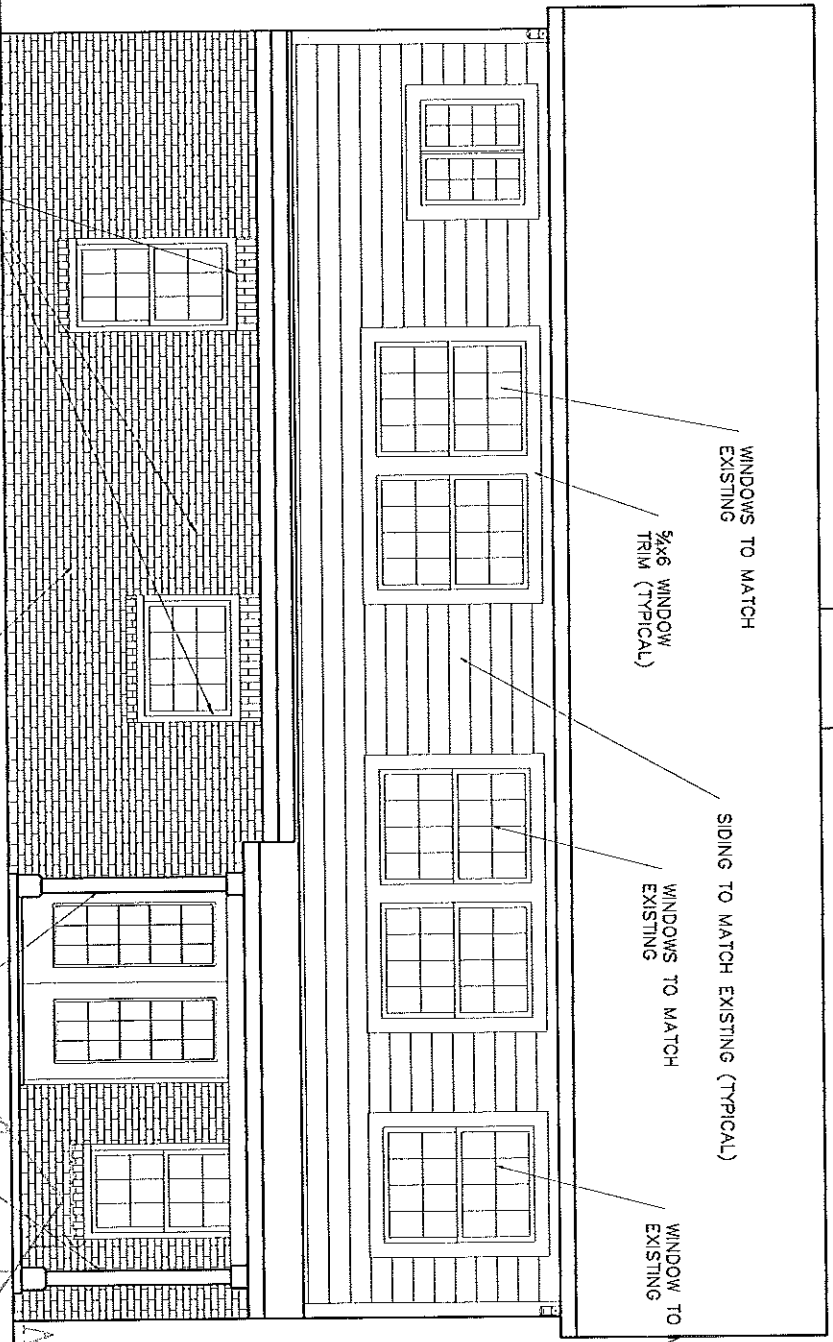 WINDOWS TO MATCH
EXISTING
5/4x6 WINDOW
TRIM (TYPICAL)
SIDING TO MATCH EXISTING (TYPICAL)
WINDOWS TO MATCH
EXISTING
WINDOW TO
EXISTING